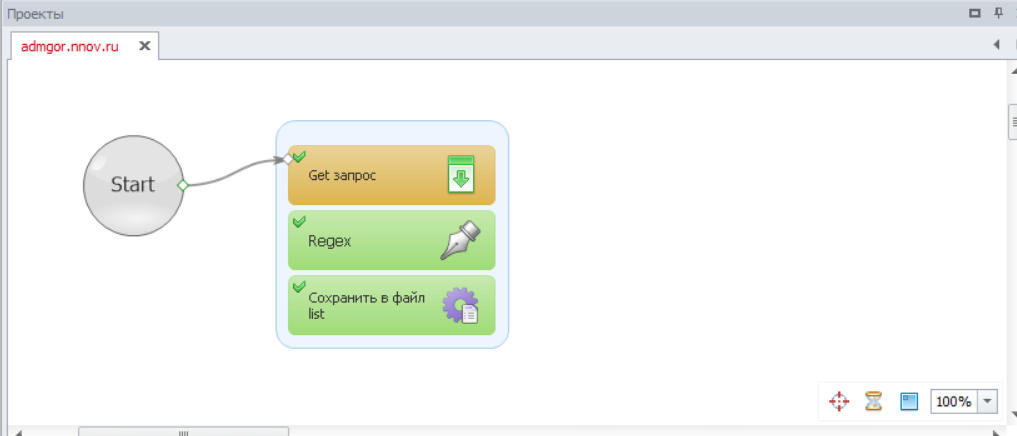 Проекты
admgor.nnov.ru
Start
Get запрос
Regex
Сохранить в файл
list
100%